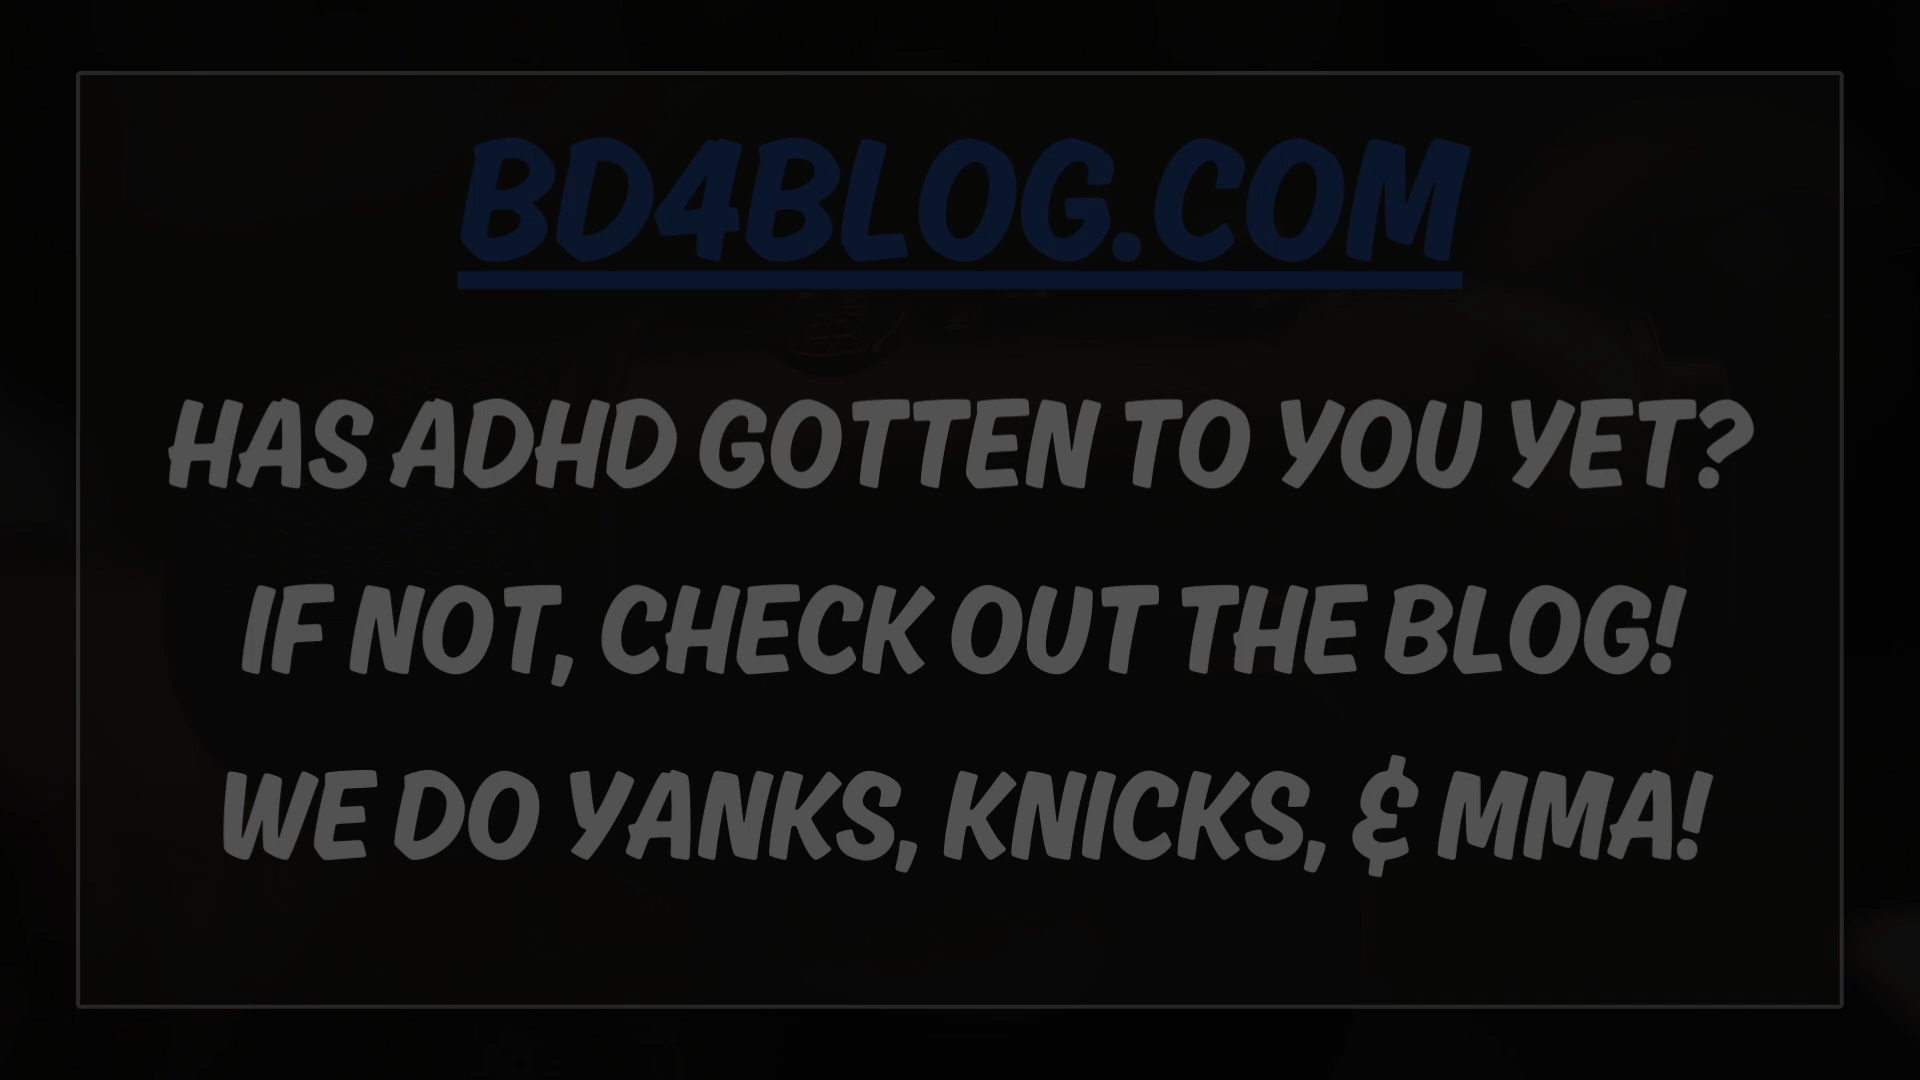 BD4BLOG.COM
HAS ADHD GOTTEN TO YOU YET?
IF NOT, CHECK OUT THE BLOG!
WE DO YANKS, KNICKS, & MMA!